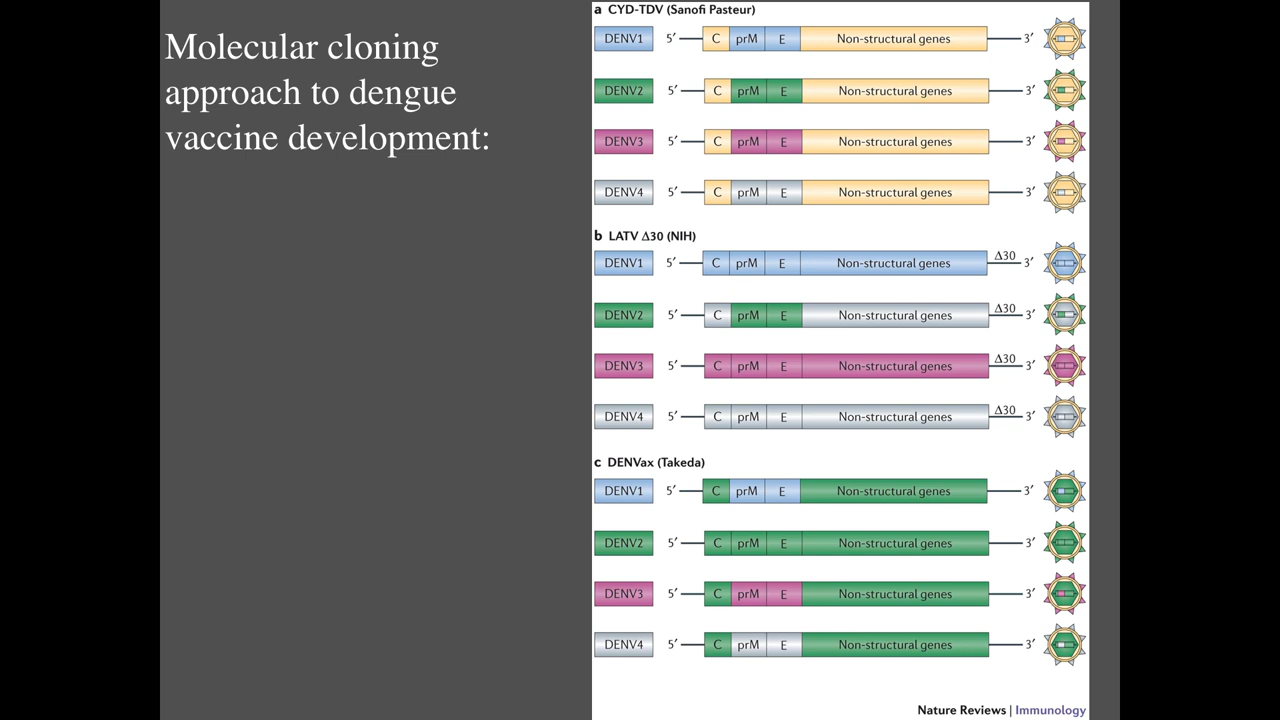 Molecular cloning
approach to dengue
vaccine development:
a CYD-TDV (Sanofi Pasteur)
DENV1 5′ C prM E Non-structural genes 3′
DENV2 5′ C prM E Non-structural genes 3′
DENV3 5′ C prM E Non-structural genes 3′
DENV4 5′ C prM E Non-structural genes 3′
b LATV Δ30 (NIH)
DENV1 5′ C prM E Non-structural genes Δ30 3′
DENV2 5′ C prM E Non-structural genes Δ30 3′
DENV3 5′ C prM E Non-structural genes Δ30 3′
DENV4 5′ C prM E Non-structural genes Δ30 3′
c DENVax (Takeda)
DENV1 5′ C prM E Non-structural genes 3′
DENV2 5′ C prM E Non-structural genes 3′
DENV3 5′ C prM E Non-structural genes 3′
DENV4 5′ C prM E Non-structural genes 3′
Nature Reviews | Immunology